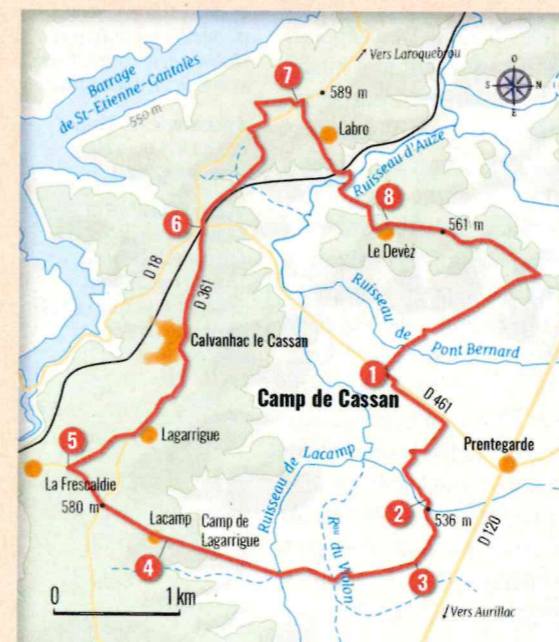 Vers Laroquebrou
O
S
N
E
Barrage
de St-Etienne-Cantalès
550 m
7
589 m
Labro
Ruisseau d'Auze
8
561 m
Le Devèz
6
D 18
D 361
Ruisseau
de
Pont Bernard
Calvanhac le Cassan
1
Camp de Cassan
D 461
Prentegarde
5
Lagarrigue
La Frescaldie
580 m
Ruisseau de Lacamp
2
536 m
D 120
Lacamp
Camp de
Lagarrigue
4
Rau du Violon
3
0
1 km
Vers Aurillac